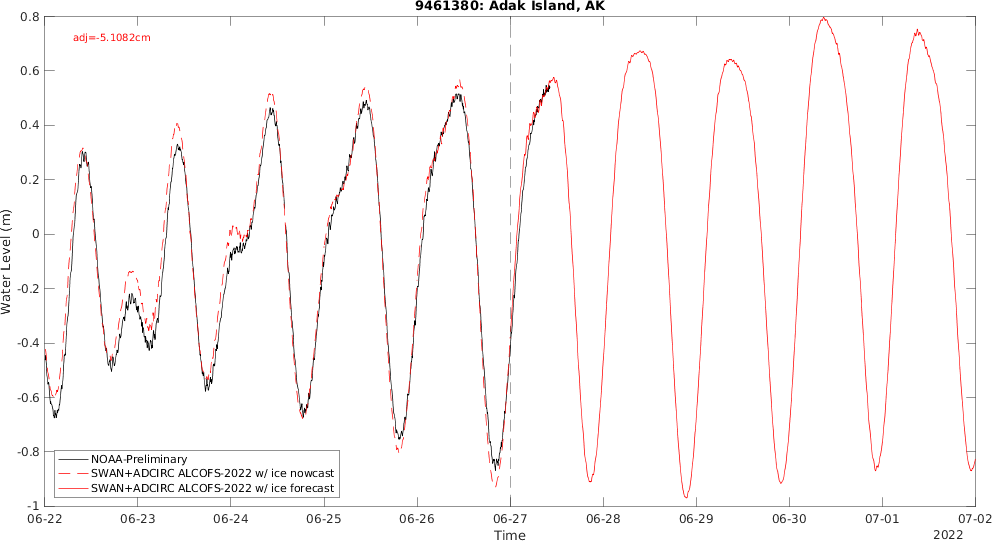 9461380: Adak Island, AK
adj=-5.1082cm
0.8
0.6
0.4
0.2
0
-0.2
-0.4
-0.6
-0.8
-1
Water Level (m)
NOAA-Preliminary
SWAN+ADCIRC ALCOFS-2022 w/ ice nowcast
SWAN+ADCIRC ALCOFS-2022 w/ ice forecast
06-22 06-23 06-24 06-25 06-26 06-27 06-28 06-29 06-30 07-01 07-02
Time
2022